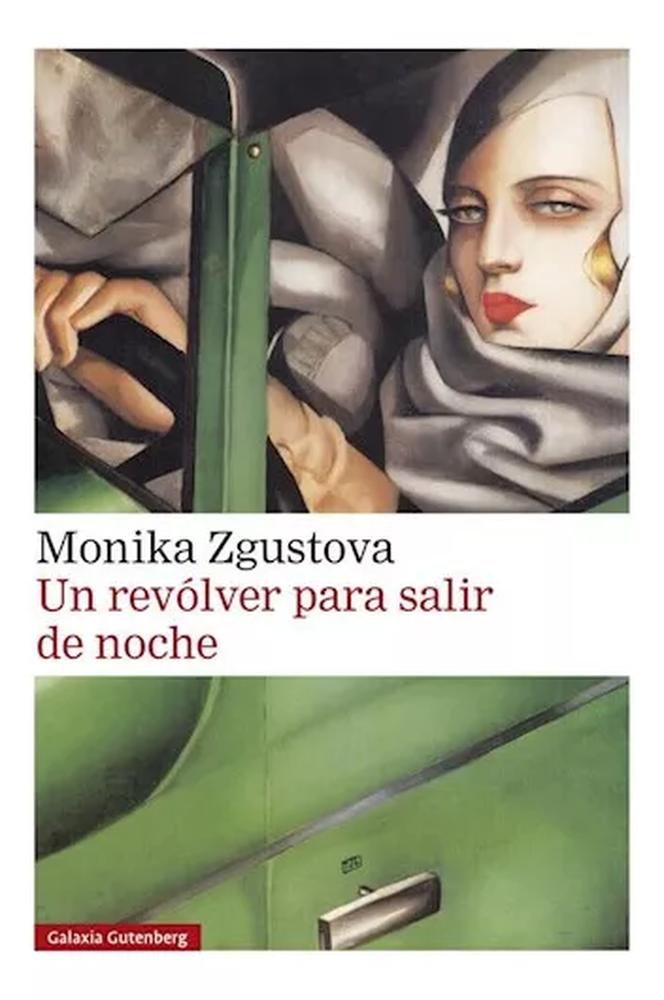 Monika Zgustova
Un revólver para salir
de noche
Galaxia Gutenberg